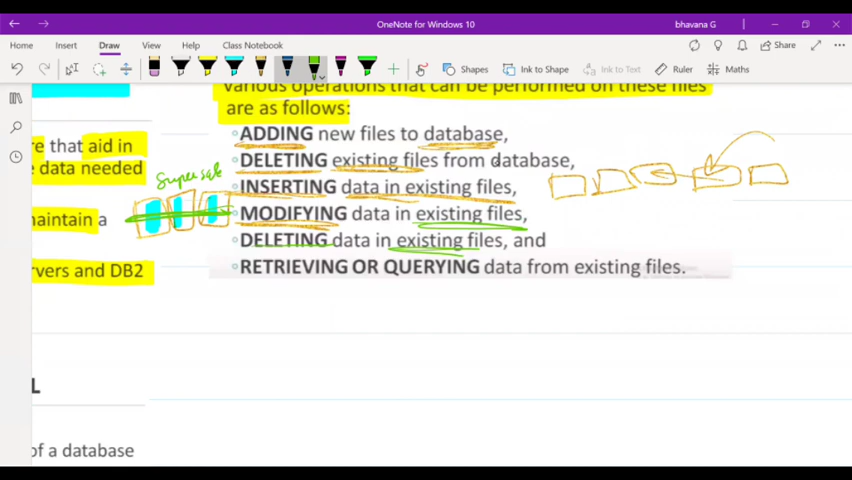 OneNote for Windows 10
bhavana G
Home Insert Draw View Help Class Notebook
Share
Shapes Ink to Shape Ink to Text Ruler Maths
Various operations that can be performed on these files
are as follows:
ADDING new files to database,
DELETING existing files from database,
INSERTING data in existing files,
MODIFYING data in existing files,
DELETING data in existing files, and
RETRIEVING OR QUERYING data from existing files.
re that aid in
e data needed
maintain a
rvers and DB2
L
of a database